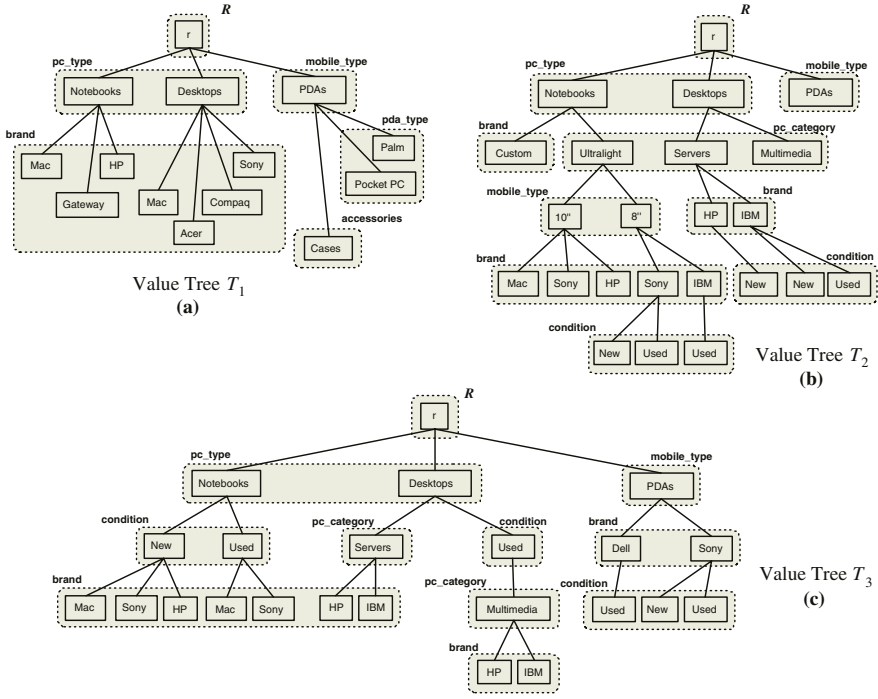 R
r
pc_type
mobile_type
Notebooks
Desktops
PDAs
brand
pda_type
Mac
HP
Sony
Palm
Gateway
Mac
Compaq
Pocket PC
Acer
accessories
Cases
Value Tree T1
(a)
R
r
pc_type
mobile_type
Notebooks
Desktops
PDAs
brand
pc_category
Custom
Ultralight
Servers
Multimedia
mobile_type
brand
10"
8"
HP
IBM
brand
condition
Mac
Sony
HP
Sony
IBM
New
New
Used
condition
New
Used
Used
Value Tree T2
(b)
R
r
pc_type
mobile_type
Notebooks
Desktops
PDAs
condition
pc_category
condition
brand
New
Used
Servers
Used
Dell
Sony
brand
pc_category
condition
Mac
Sony
HP
Mac
Sony
HP
IBM
Multimedia
Used
New
Used
brand
HP
IBM
Value Tree T3
(c)